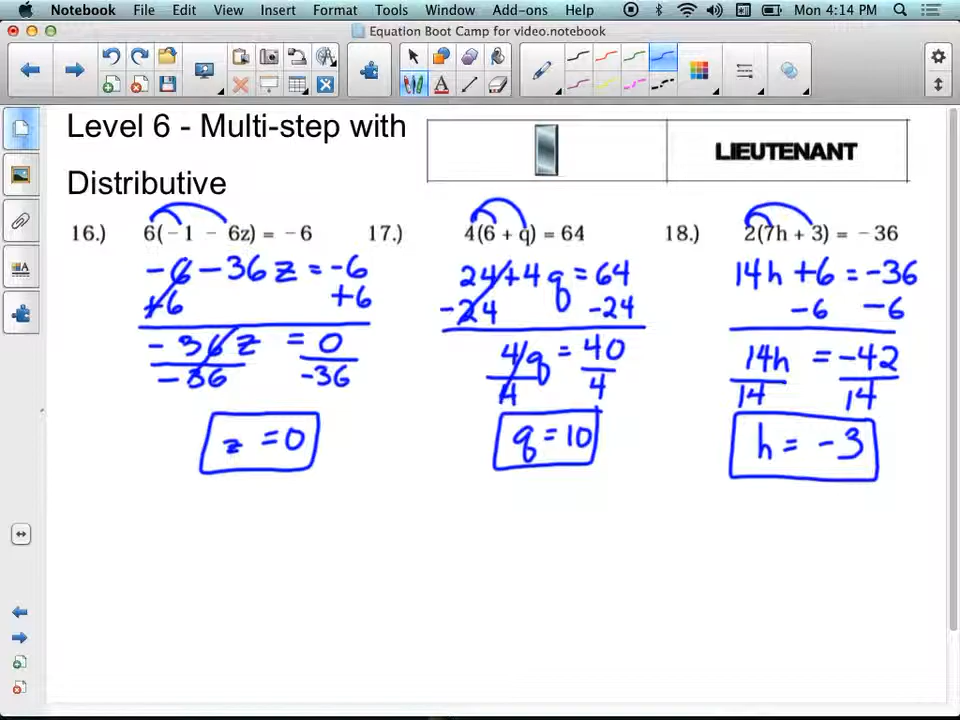 Notebook File Edit View Insert Format Tools Window Add-ons Help Mon 4:14 PM
Equation Boot Camp for video.notebook
Level 6 - Multi-step with
Distributive
LIEUTENANT
16.) 6(−1 − 6z) = −6
-6 - 36z = -6
+6 +6
-36z = 0
-36 -36
z = 0
17.) 4(6 + q) = 64
24 + 4q = 64
-24 -24
4q = 40
4 4
q = 10
18.) 2(7h + 3) = −36
14h + 6 = -36
-6 -6
14h = -42
14 14
h = -3